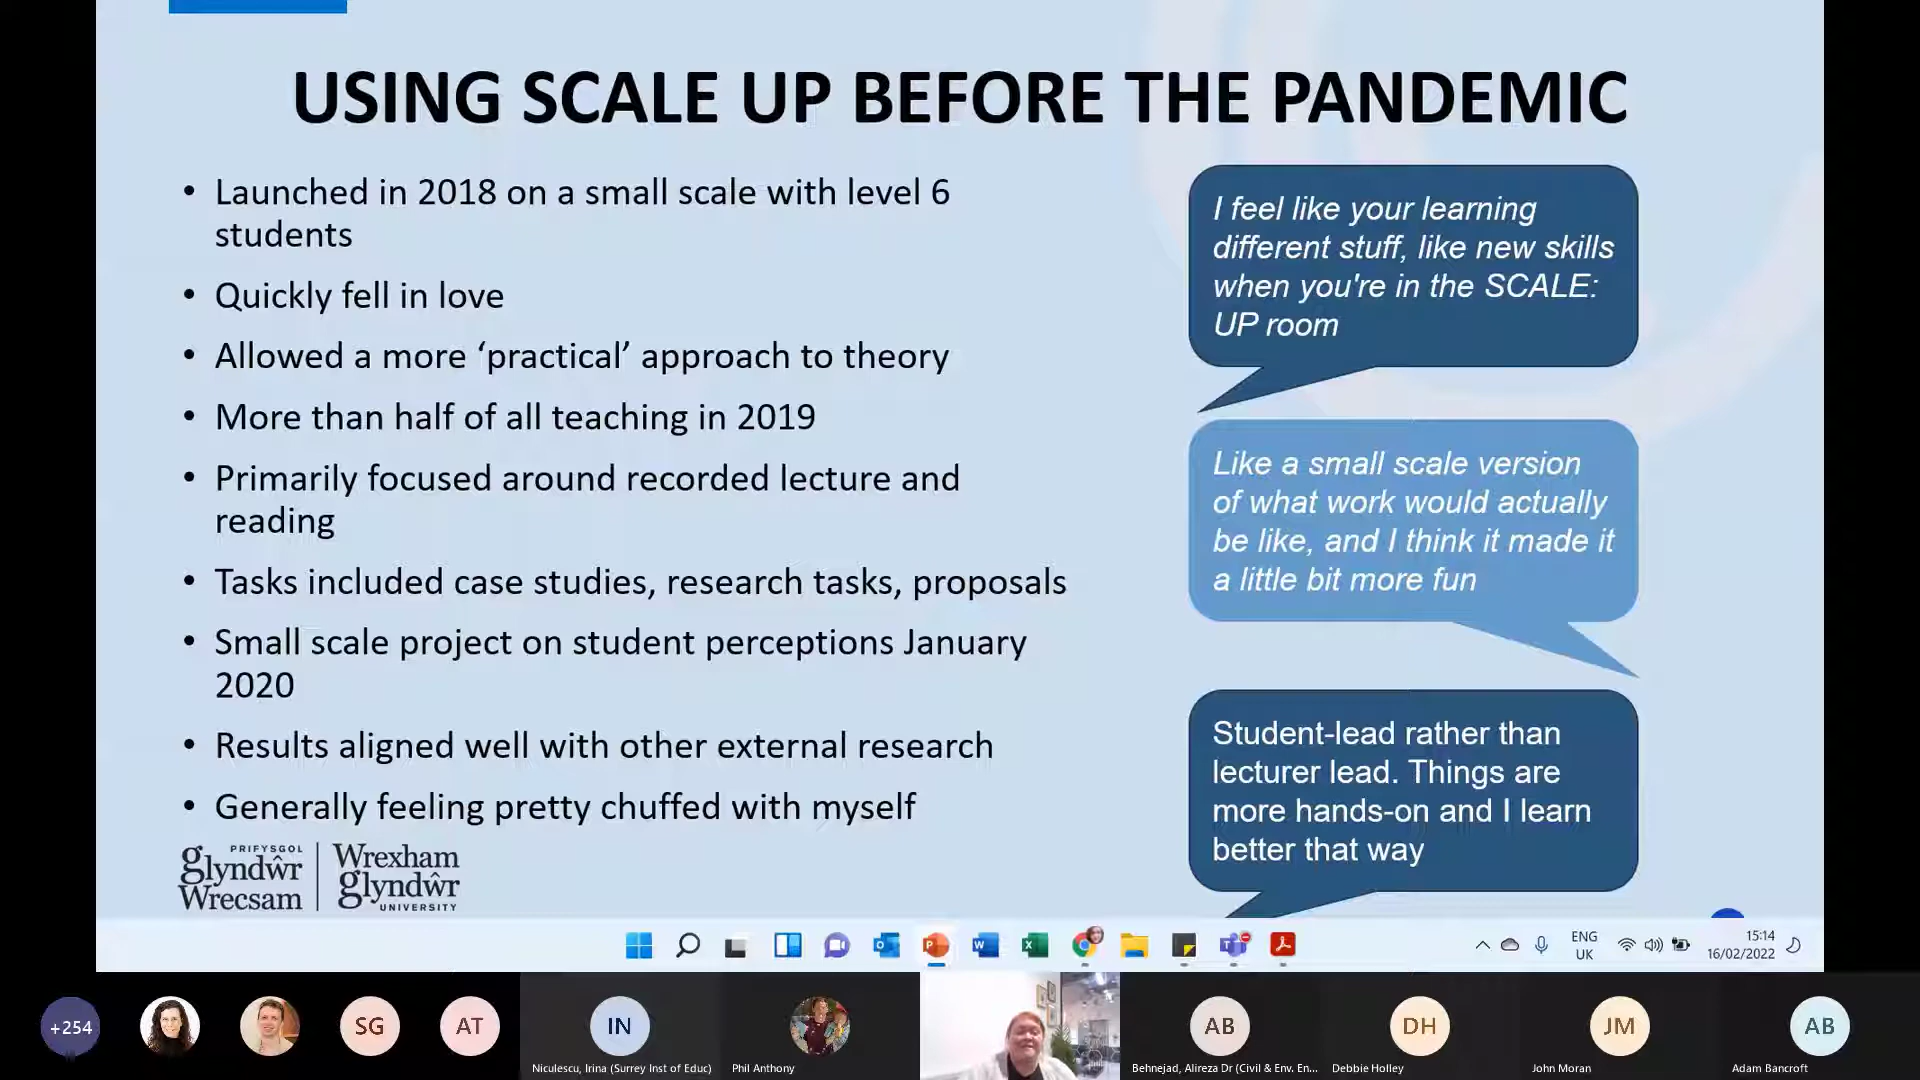 USING SCALE UP BEFORE THE PANDEMIC
• Launched in 2018 on a small scale with level 6
students
• Quickly fell in love
• Allowed a more ‘practical’ approach to theory
• More than half of all teaching in 2019
• Primarily focused around recorded lecture and
reading
• Tasks included case studies, research tasks, proposals
• Small scale project on student perceptions January
2020
• Results aligned well with other external research
• Generally feeling pretty chuffed with myself
I feel like your learning
different stuff, like new skills
when you're in the SCALE:
UP room
Like a small scale version
of what work would actually
be like, and I think it made it
a little bit more fun
Student-lead rather than
lecturer lead. Things are
more hands-on and I learn
better that way
PRIFYSGOL
glyndŵr
Wrecsam
Wrexham
glyndŵr
UNIVERSITY
ENG
UK
15:14
16/02/2022
+254
SG
AT
IN
AB
DH
JM
AB
Niculescu, Irina (Surrey Inst of Educ)
Phil Anthony
Behnejad, Alireza Dr (Civil & Env. En...
Debbie Holley
John Moran
Adam Bancroft